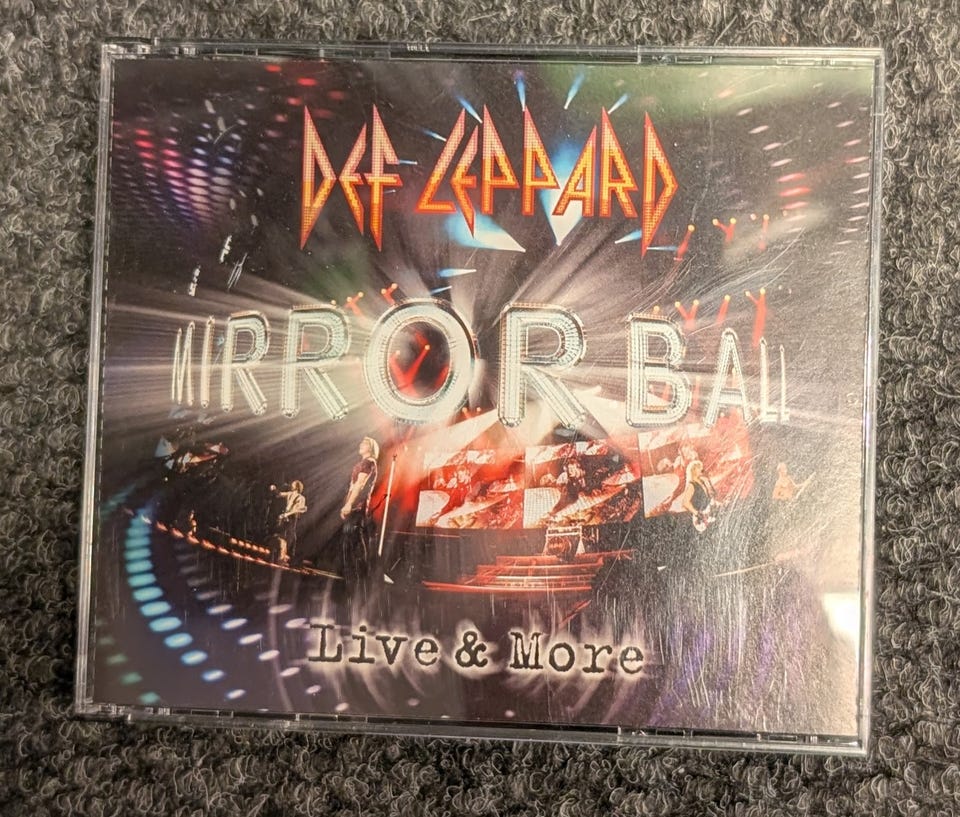 DEF LEPPARD
MIRROR BALL
Live & More